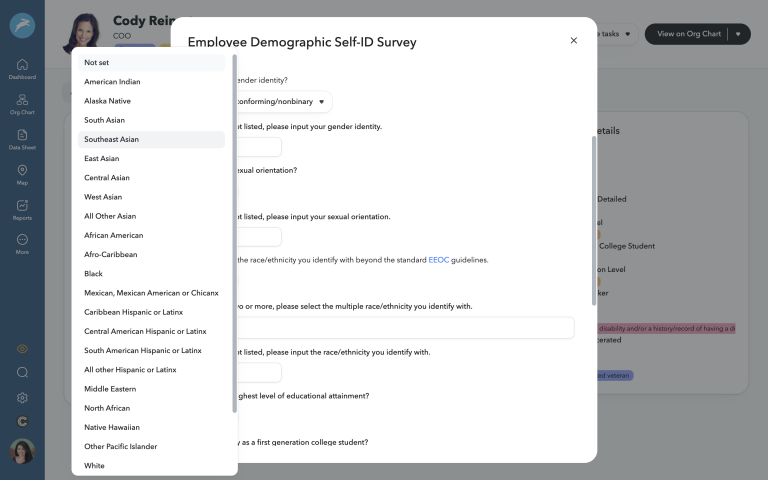 Cody Rein
COO
e tasks
View on Org Chart
Employee Demographic Self-ID Survey
Dashboard
Org Chart
Data Sheet
Map
Reports
More
Not set
American Indian
Alaska Native
South Asian
Southeast Asian
East Asian
Central Asian
West Asian
All Other Asian
African American
Afro-Caribbean
Black
Mexican, Mexican American or Chicanx
Caribbean Hispanic or Latinx
Central American Hispanic or Latinx
South American Hispanic or Latinx
All other Hispanic or Latinx
Middle Eastern
North African
Native Hawaiian
Other Pacific Islander
White
ender identity?
conforming/nonbinary
t listed, please input your gender identity.
exual orientation?
t listed, please input your sexual orientation.
the race/ethnicity you identify with beyond the standard EEOC guidelines.
vo or more, please select the multiple race/ethnicity you identify with.
t listed, please input the race/ethnicity you identify with.
ghest level of educational attainment?
y as a first generation college student?
etails
Detailed
el
College Student
on Level
ker
disability and/or a history/record of having a di
cerated
ed veteran